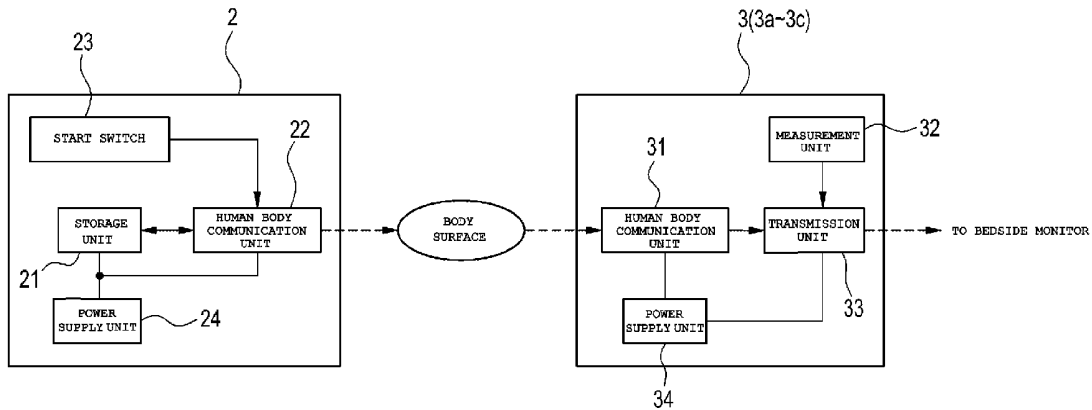 2
3(3a~3c)
23
START SWITCH
22
32
MEASUREMENT
UNIT
31
STORAGE
UNIT
HUMAN BODY
COMMUNICATION
UNIT
BODY
SURFACE
HUMAN BODY
COMMUNICATION
UNIT
TRANSMISSION
UNIT
TO BEDSIDE MONITOR
21
33
POWER
SUPPLY UNIT
24
POWER
SUPPLY UNIT
34